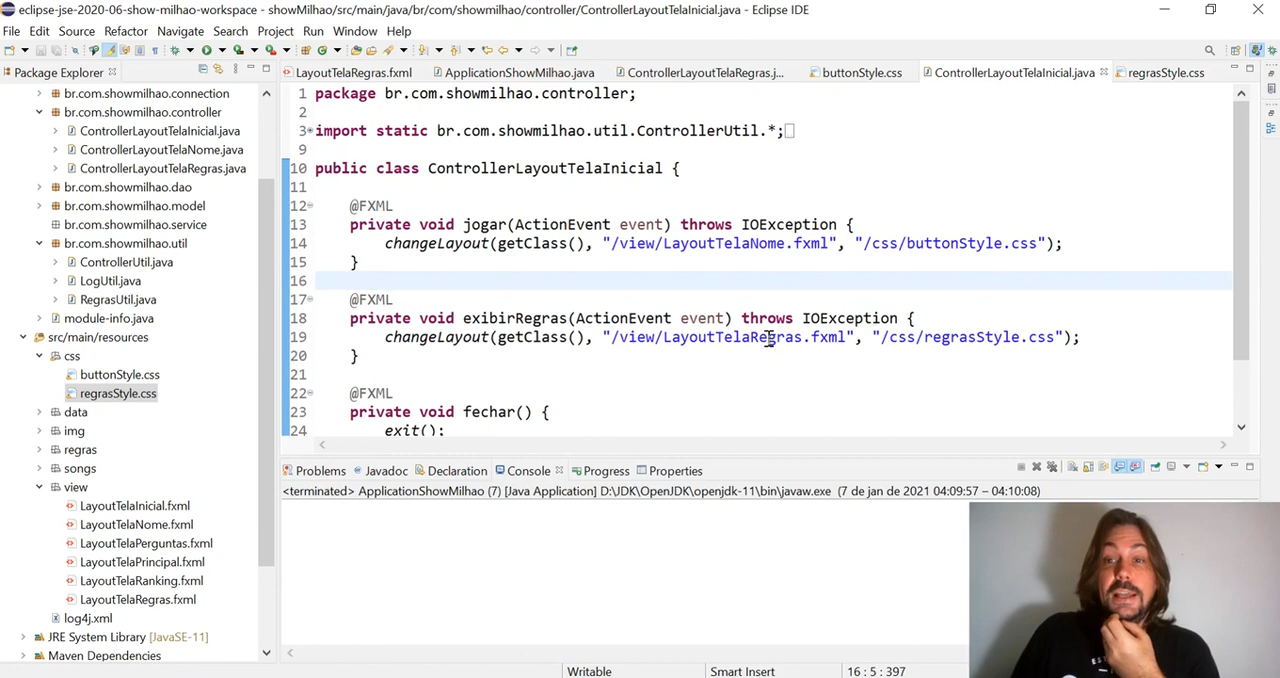 eclipse-jse-2020-06-show-milhao-workspace - showMilhao/src/main/java/br/com/showmilhao/controller/ControllerLayoutTelaInicial.java - Eclipse IDE
File Edit Source Refactor Navigate Search Project Run Window Help
Package Explorer
br.com.showmilhao.connection
br.com.showmilhao.controller
ControllerLayoutTelaInicial.java
ControllerLayoutTelaNome.java
ControllerLayoutTelaRegras.java
br.com.showmilhao.dao
br.com.showmilhao.model
br.com.showmilhao.service
br.com.showmilhao.util
ControllerUtil.java
LogUtil.java
RegrasUtil.java
module-info.java
src/main/resources
css
buttonStyle.css
regrasStyle.css
data
img
regras
songs
view
LayoutTelaInicial.fxml
LayoutTelaNome.fxml
LayoutTelaPerguntas.fxml
LayoutTelaPrincipal.fxml
LayoutTelaRanking.fxml
LayoutTelaRegras.fxml
log4j.xml
JRE System Library [JavaSE-11]
Maven Dependencies
LayoutTelaRegras.fxml ApplicationShowMilhao.java ControllerLayoutTelaRegras.j... buttonStyle.css ControllerLayoutTelaInicial.java regrasStyle.css
1 package br.com.showmilhao.controller;
2
3 import static br.com.showmilhao.util.ControllerUtil.*;
9
10 public class ControllerLayoutTelaInicial {
11
12 @FXML
13 private void jogar(ActionEvent event) throws IOException {
14 changeLayout(getClass(), "/view/LayoutTelaNome.fxml", "/css/buttonStyle.css");
15 }
16
17 @FXML
18 private void exibirRegras(ActionEvent event) throws IOException {
19 changeLayout(getClass(), "/view/LayoutTelaRegras.fxml", "/css/regrasStyle.css");
20 }
21
22 @FXML
23 private void fechar() {
24 exit();
Problems Javadoc Declaration Console Progress Properties
<terminated> ApplicationShowMilhao (7) [Java Application] D:\JDK\OpenJDK\openjdk-11\bin\javaw.exe (7 de jan de 2021 04:09:57 – 04:10:08)
Writable Smart Insert 16 : 5 : 397